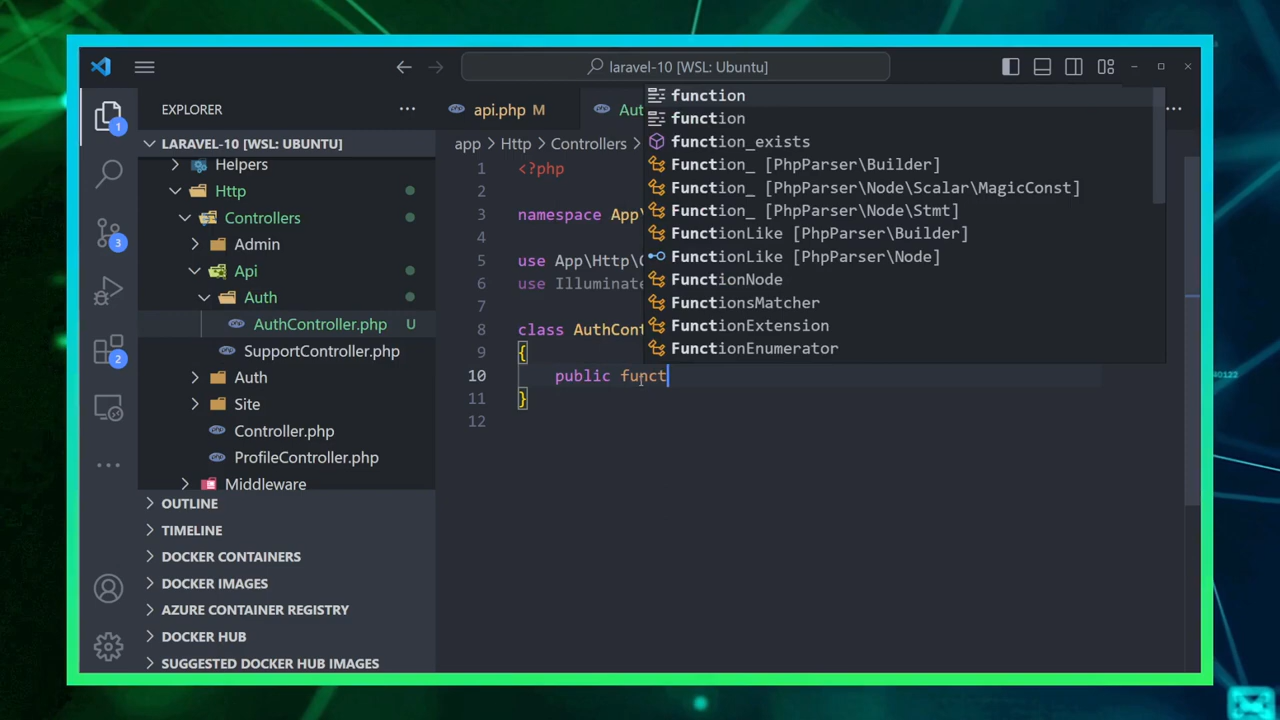 laravel-10 [WSL: Ubuntu]
EXPLORER
LARAVEL-10 [WSL: UBUNTU]
Helpers
Http
Controllers
Admin
Api
Auth
AuthController.php U
SupportController.php
Auth
Site
Controller.php
ProfileController.php
Middleware
OUTLINE
TIMELINE
DOCKER CONTAINERS
DOCKER IMAGES
AZURE CONTAINER REGISTRY
DOCKER HUB
SUGGESTED DOCKER HUB IMAGES
1
3
2
api.php M
Aut
app > Http > Controllers >
1 <?php
2
3 namespace App\
4
5 use App\Http\C
6 use Illuminate
7
8 class AuthCont
9 {
10 public funct
11 }
12
function
function
function_exists
Function_ [PhpParser\Builder]
Function_ [PhpParser\Node\Scalar\MagicConst]
Function_ [PhpParser\Node\Stmt]
FunctionLike [PhpParser\Builder]
FunctionLike [PhpParser\Node]
FunctionNode
FunctionsMatcher
FunctionExtension
FunctionEnumerator
40122